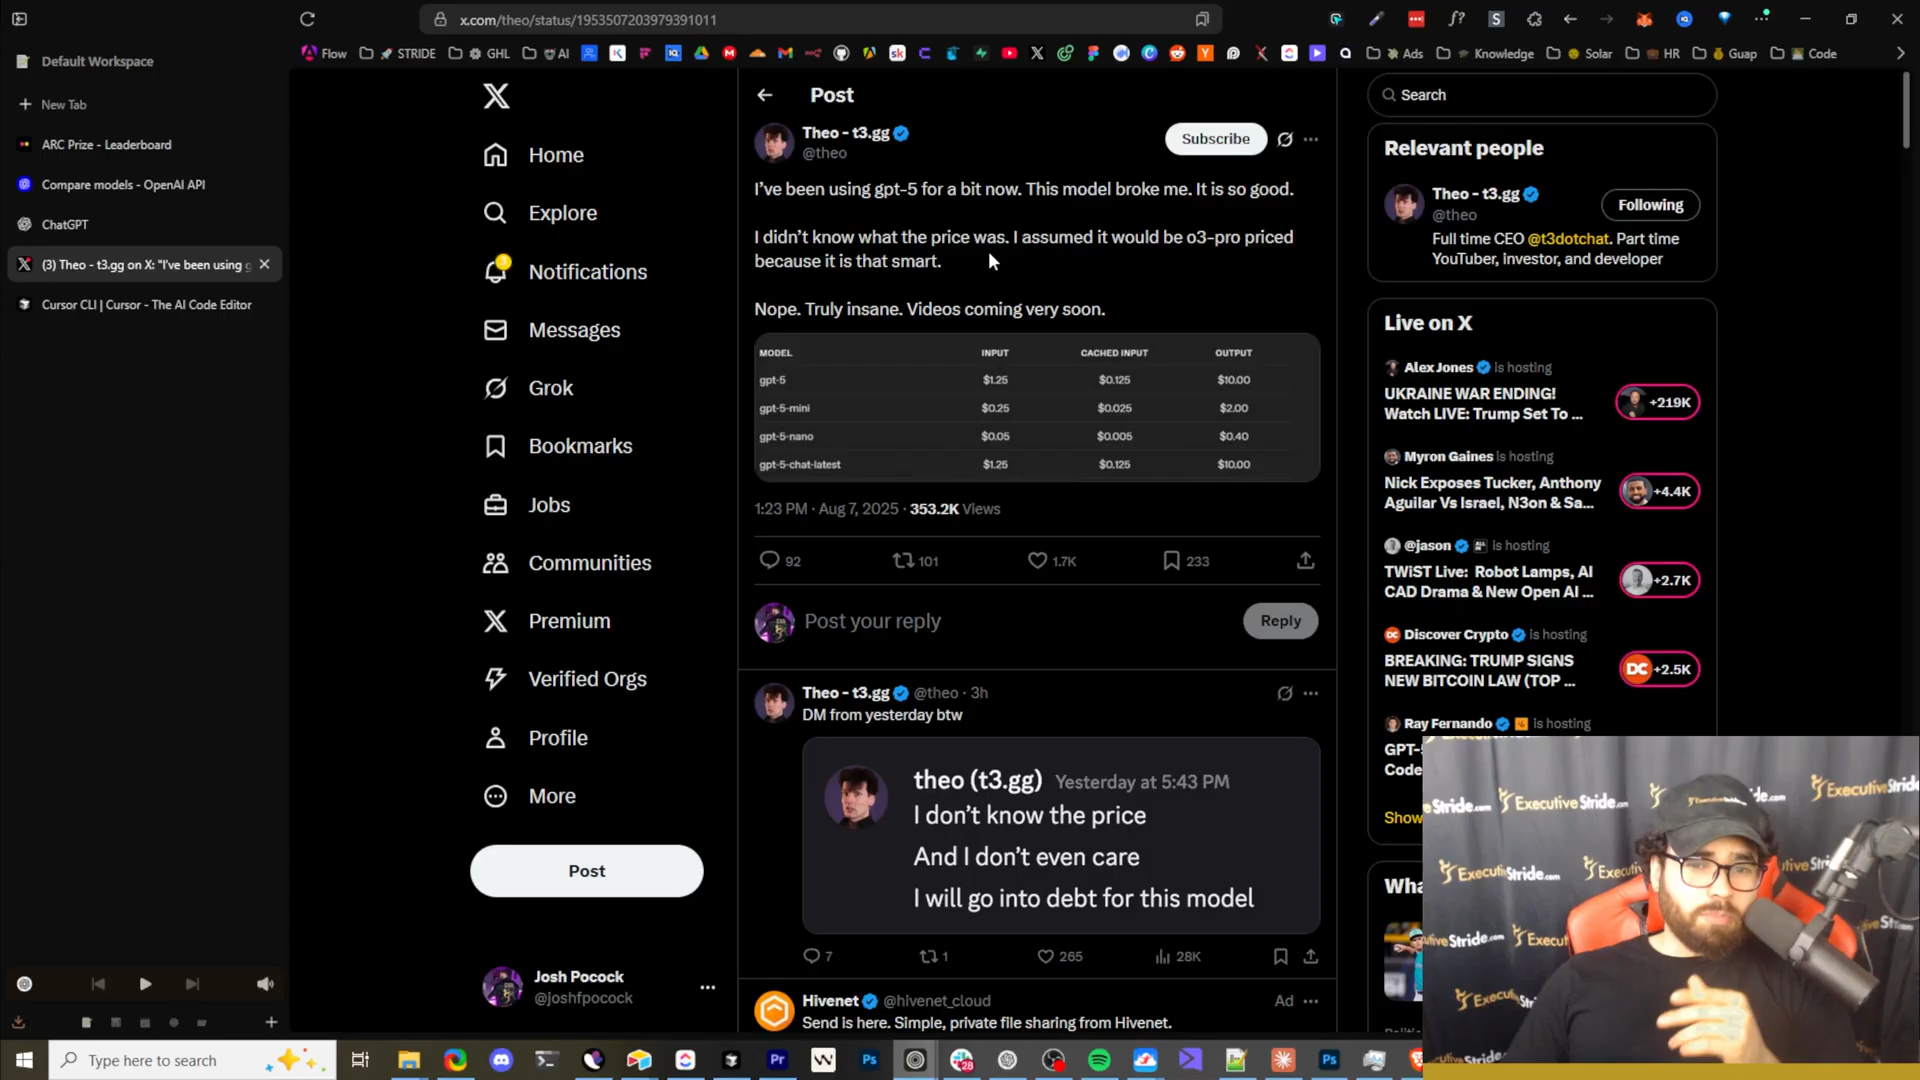 x.com/theo/status/1953507203979391011
Flow
STRIDE
GHL
AI
Ads
Knowledge
Solar
HR
Guap
Code
Default Workspace
New Tab
ARC Prize - Leaderboard
Compare models - OpenAI API
ChatGPT
(3) Theo - t3.gg on X: "I've been using g
Cursor CLI | Cursor - The AI Code Editor
Home
Explore
Notifications
Messages
Grok
Bookmarks
Jobs
Communities
Premium
Verified Orgs
Profile
More
Post
Josh Pocock
@joshfpocock
Post
Theo - t3.gg
@theo
Subscribe
I've been using gpt-5 for a bit now. This model broke me. It is so good.
I didn't know what the price was. I assumed it would be o3-pro priced
because it is that smart.
Nope. Truly insane. Videos coming very soon.
MODEL INPUT CACHED INPUT OUTPUT
gpt-5 $1.25 $0.125 $10.00
gpt-5-mini $0.25 $0.025 $2.00
gpt-5-nano $0.05 $0.005 $0.40
gpt-5-chat-latest $1.25 $0.125 $10.00
1:23 PM · Aug 7, 2025 · 353.2K Views
92 101 1.7K 233
Post your reply
Reply
Theo - t3.gg @theo · 3h
DM from yesterday btw
theo (t3.gg) Yesterday at 5:43 PM
I don't know the price
And I don't even care
I will go into debt for this model
7 1 265 28K
Hivenet @hivenet_cloud Ad
Send is here. Simple, private file sharing from Hivenet.
Search
Relevant people
Theo - t3.gg
@theo
Following
Full time CEO @t3dotchat. Part time
YouTuber, investor, and developer
Live on X
Alex Jones is hosting
UKRAINE WAR ENDING!
Watch LIVE: Trump Set To ...
+219K
Myron Gaines is hosting
Nick Exposes Tucker, Anthony
Aguilar Vs Israel, N3on & Sa...
+4.4K
@jason is hosting
TWiST Live: Robot Lamps, AI
CAD Drama & New Open AI ...
+2.7K
Discover Crypto is hosting
BREAKING: TRUMP SIGNS
NEW BITCOIN LAW (TOP ...
DC +2.5K
Ray Fernando is hosting
GPT-
Code
Show
Wha
ExecutiveStride.com
Type here to search
28